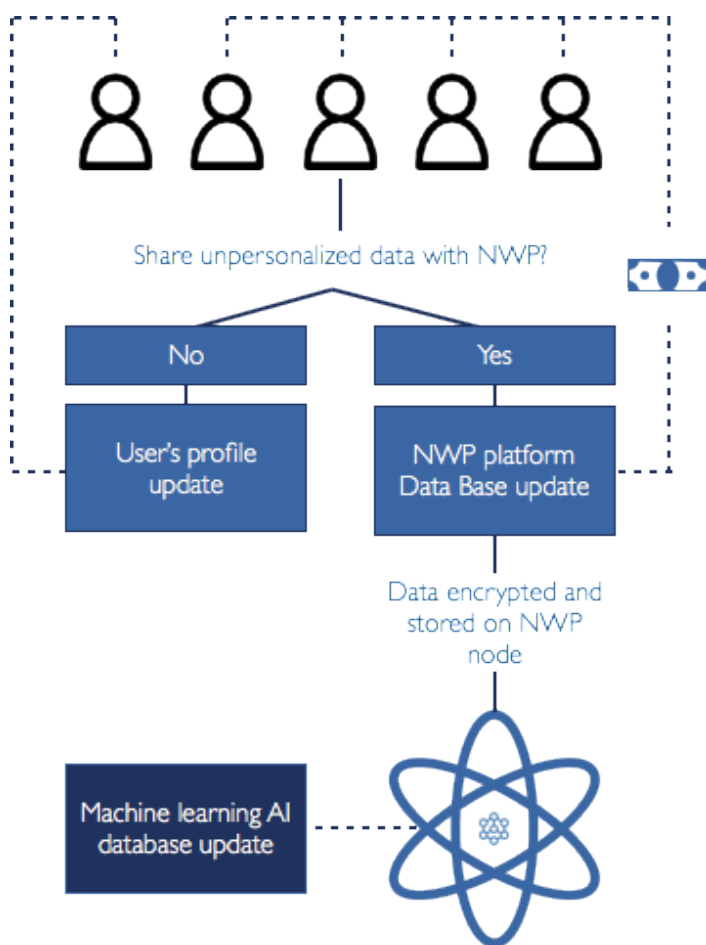 Share unpersonalized data with NWP?
No
Yes
User's profile
update
NWP platform
Data Base update
Data encrypted and
stored on NWP
node
Machine learning AI
database update